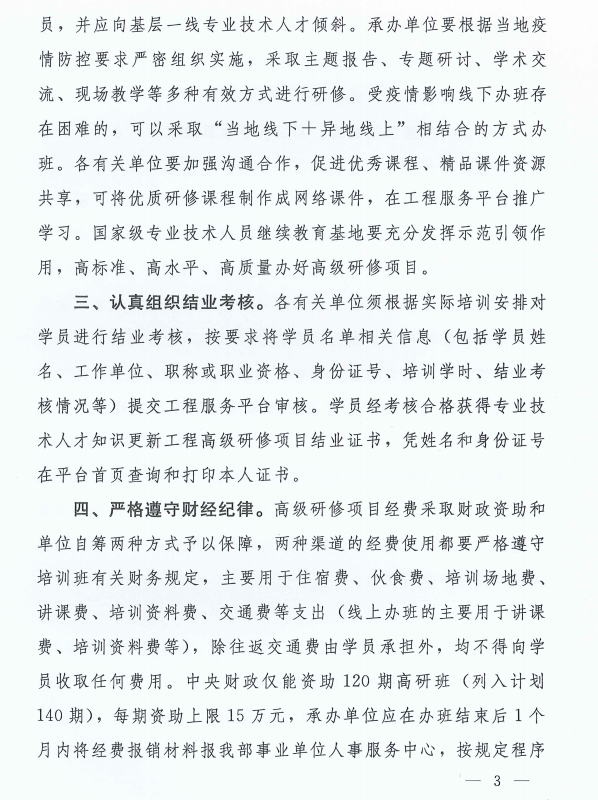 员，并应向基层一线专业技术人才倾斜。承办单位要根据当地疫
情防控要求严密组织实施，采取主题报告、专题研讨、学术交
流、现场教学等多种有效方式进行研修。受疫情影响线下办班存
在困难的，可以采取“当地线下＋异地线上”相结合的方式办
班。各有关单位要加强沟通合作，促进优秀课程、精品课件资源
共享，可将优质研修课程制作成网络课件，在工程服务平台推广
学习。国家级专业技术人员继续教育基地要充分发挥示范引领作
用，高标准、高水平、高质量办好高级研修项目。
三、认真组织结业考核。各有关单位须根据实际培训安排对
学员进行结业考核，按要求将学员名单相关信息（包括学员姓
名、工作单位、职称或职业资格、身份证号、培训学时、结业考
核情况等）提交工程服务平台审核。学员经考核合格获得专业技
术人才知识更新工程高级研修项目结业证书，凭姓名和身份证号
在平台首页查询和打印本人证书。
四、严格遵守财经纪律。高级研修项目经费采取财政资助和
单位自筹两种方式予以保障，两种渠道的经费使用都要严格遵守
培训班有关财务规定，主要用于住宿费、伙食费、培训场地费、
讲课费、培训资料费、交通费等支出（线上办班的主要用于讲课
费、培训资料费等），除往返交通费由学员承担外，均不得向学
员收取任何费用。中央财政仅能资助 120 期高研班（列入计划
140 期），每期资助上限 15 万元，承办单位应在办班结束后 1 个
月内将经费报销材料报我部事业单位人事服务中心，按规定程序
— 3 —